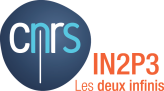 cnrs
IN2P3
Les deux infinis